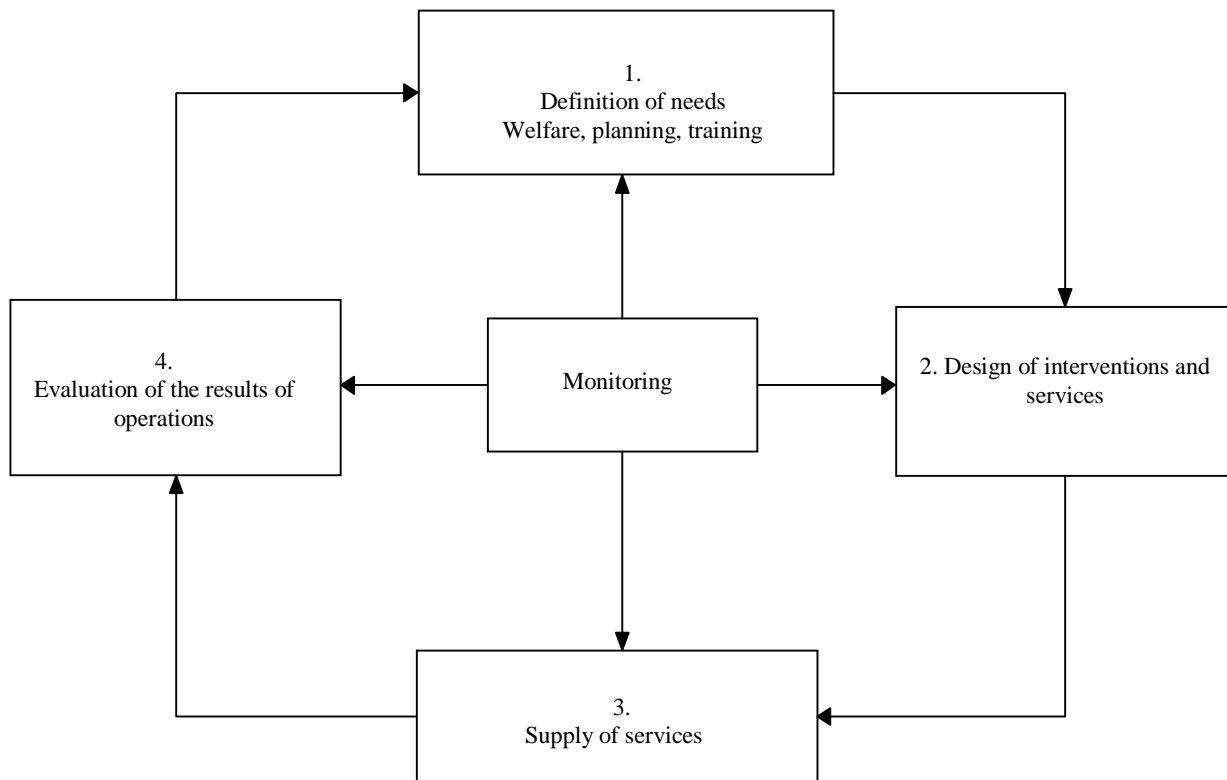 1.
Definition of needs
Welfare, planning, training
4.
Evaluation of the results of
operations
Monitoring
2. Design of interventions and
services
3.
Supply of services